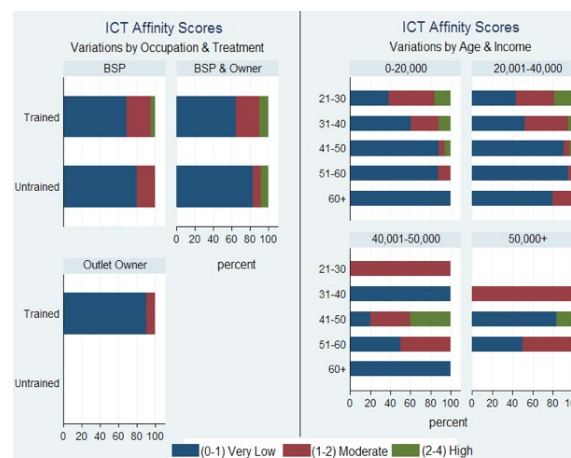 ICT Affinity Scores
Variations by Occupation & Treatment
BSP
BSP & Owner
Trained
Untrained
0 20 40 60 80 100
Outlet Owner
percent
Trained
Untrained
0 20 40 60 80 100
ICT Affinity Scores
Variations by Age & Income
0-20,000
20,001-40,000
21-30
31-40
41-50
51-60
60+
40,001-50,000
50,000+
21-30
31-40
41-50
51-60
60+
0 20 40 60 80 100
0 20 40 60 80 10
percent
(0-1) Very Low
(1-2) Moderate
(2-4) High